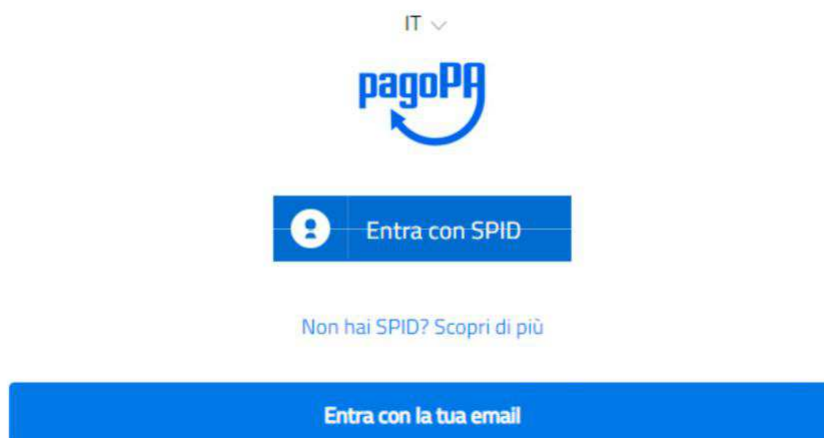 IT
pagoPA
Entra con SPID
Non hai SPID? Scopri di più
Entra con la tua email